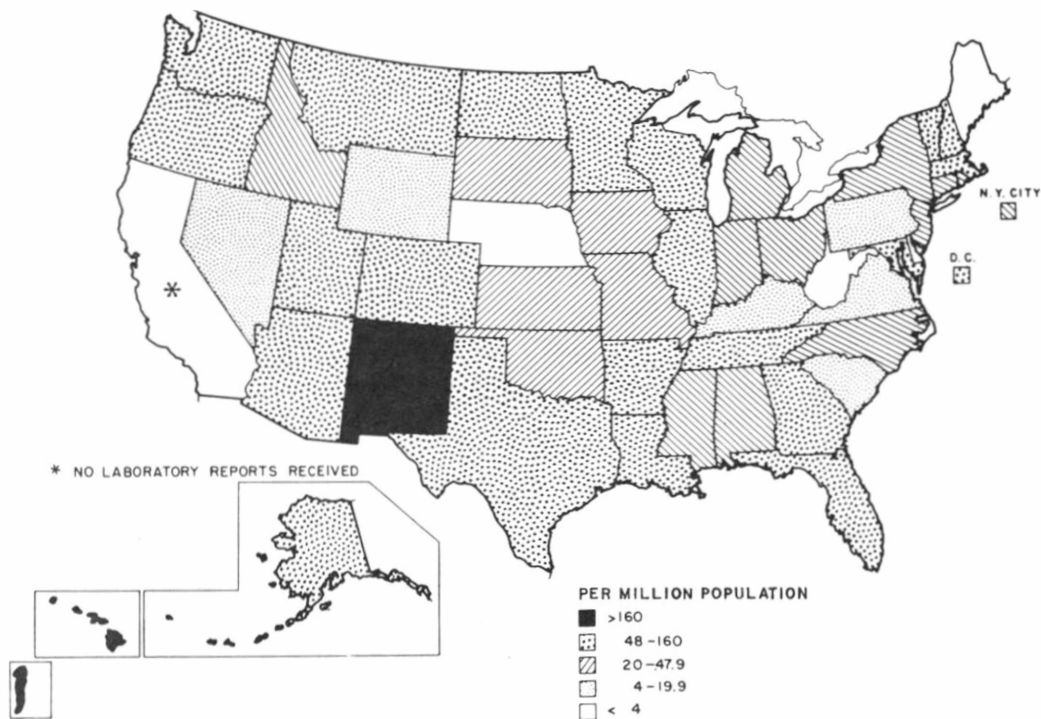 N.Y. CITY
D.C.
*
* NO LABORATORY REPORTS RECEIVED
PER MILLION POPULATION
>160
48-160
20-47.9
4-19.9
< 4